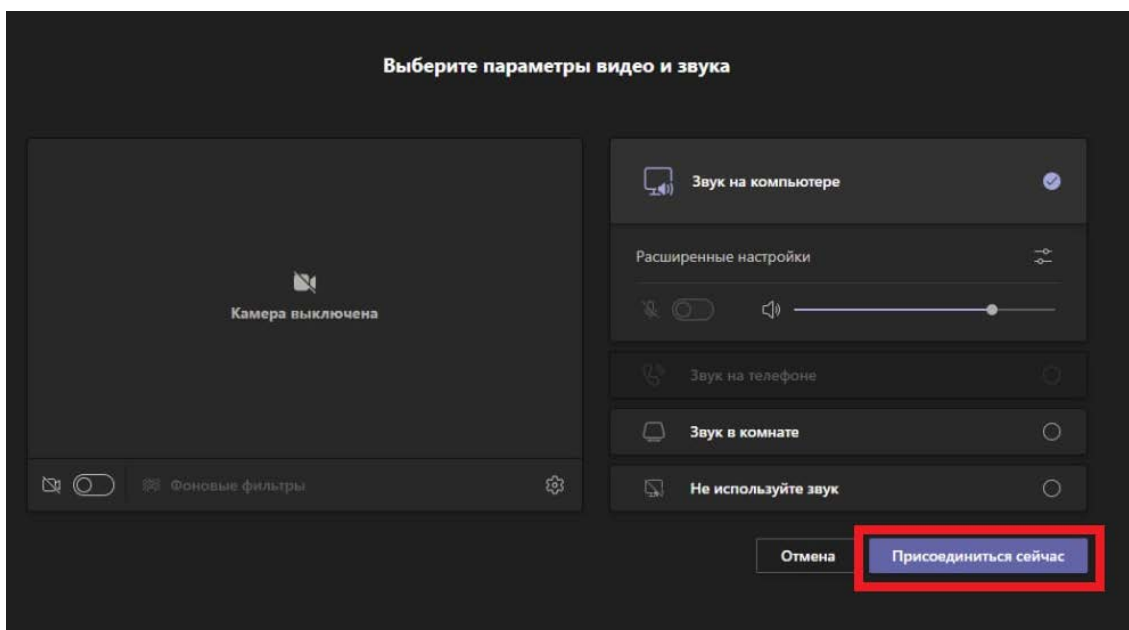 Выберите параметры видео и звука
Камера выключена
Фоновые фильтры
Звук на компьютере
Расширенные настройки
Звук на телефоне
Звук в комнате
Не используйте звук
Отмена
Присоединиться сейчас